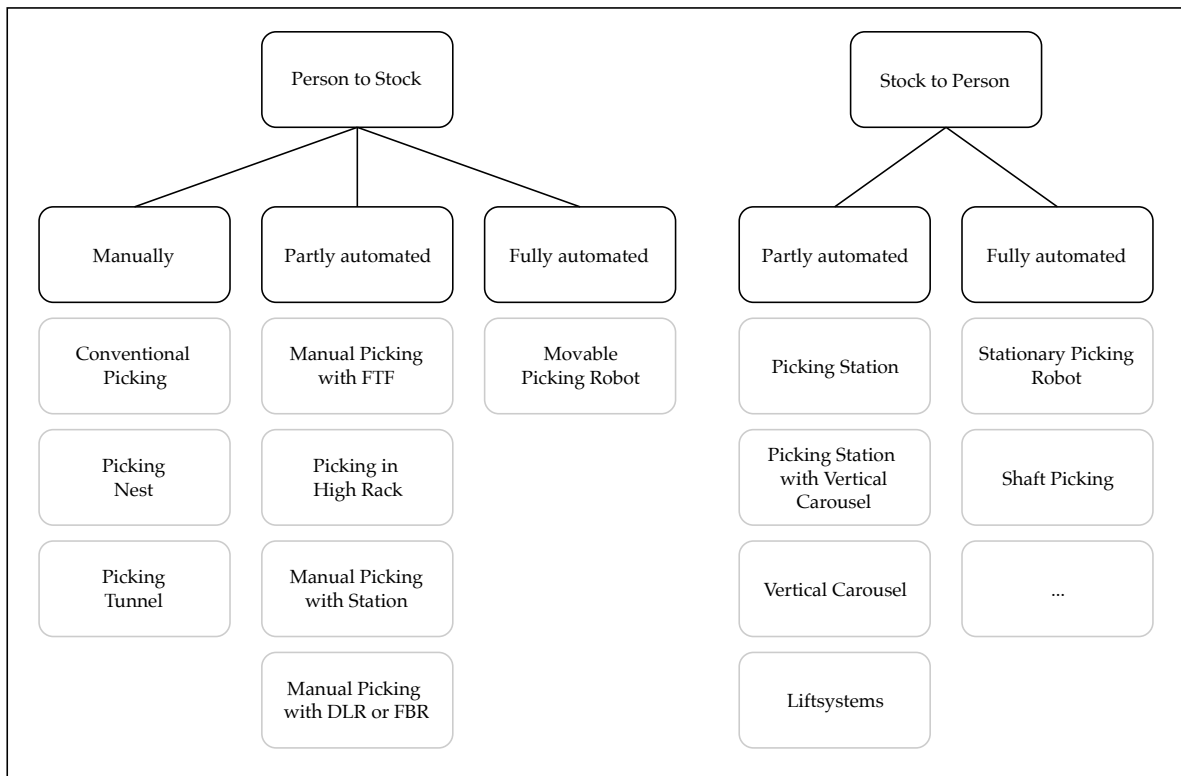 Person to Stock
Stock to Person
Manually
Partly automated
Fully automated
Partly automated
Fully automated
Conventional
Picking
Manual Picking
with FTF
Movable
Picking Robot
Picking Station
Stationary Picking
Robot
Picking
Nest
Picking in
High Rack
Picking Station
with Vertical
Carousel
Shaft Picking
Picking
Tunnel
Manual Picking
with Station
Vertical Carousel
...
Manual Picking
with DLR or FBR
Liftsystems